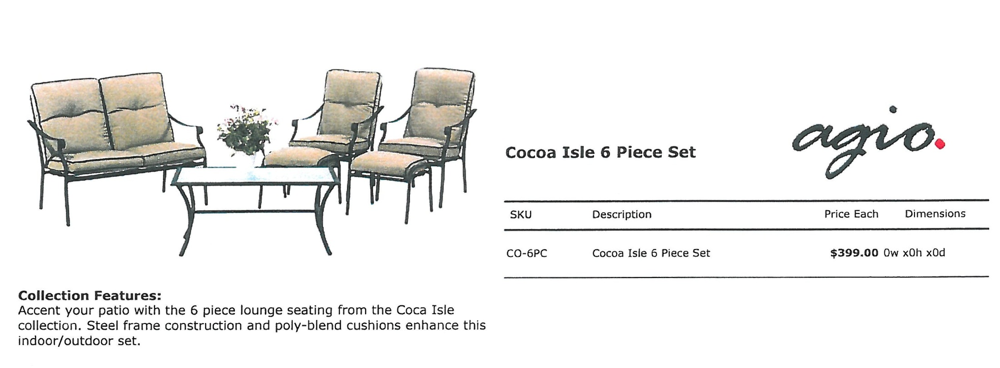 agio.
Cocoa Isle 6 Piece Set
SKU Description Price Each Dimensions
CO-6PC Cocoa Isle 6 Piece Set $399.00 0w x0h x0d
Collection Features:
Accent your patio with the 6 piece lounge seating from the Coca Isle
collection. Steel frame construction and poly-blend cushions enhance this
indoor/outdoor set.